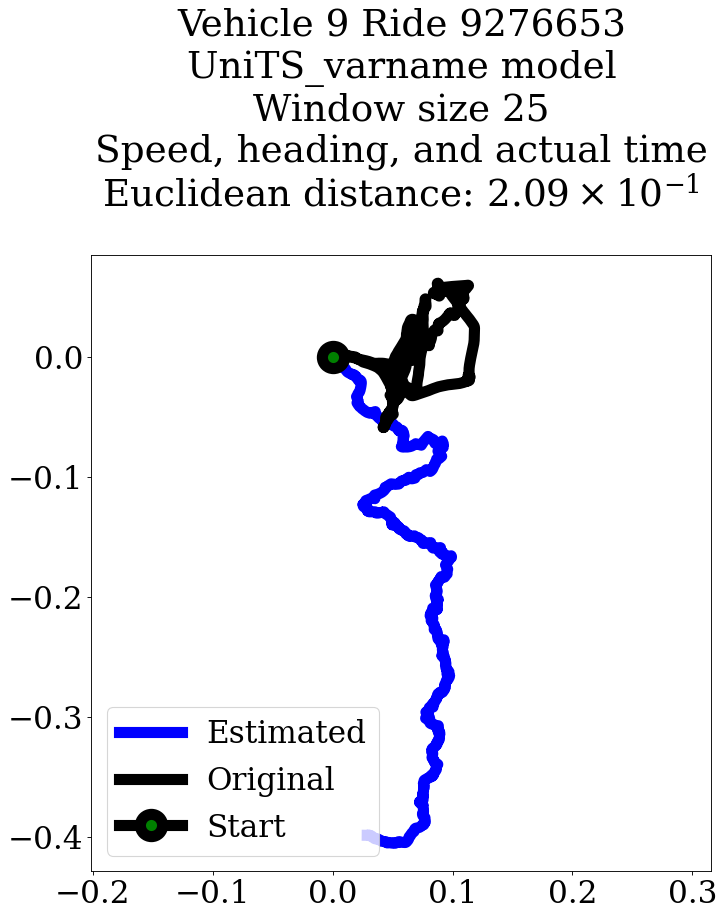 Vehicle 9 Ride 9276653
UniTS_varname model
Window size 25
Speed, heading, and actual time
Euclidean distance: 2.09 × 10⁻¹
0.0
−0.1
−0.2
−0.3
−0.4
Estimated
Original
Start
−0.2 −0.1 0.0 0.1 0.2 0.3